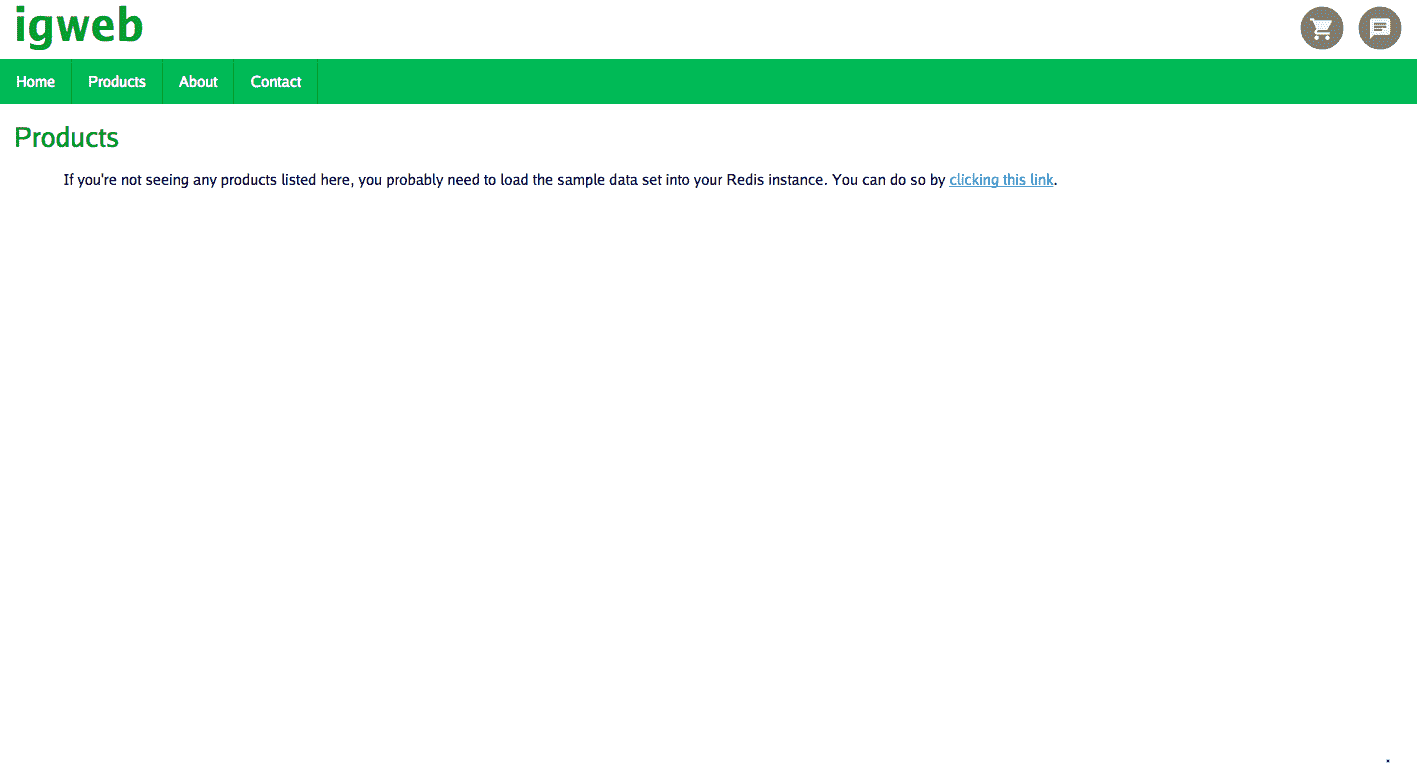 igweb
Home Products About Contact
Products
If you're not seeing any products listed here, you probably need to load the sample data set into your Redis instance. You can do so by clicking this link.